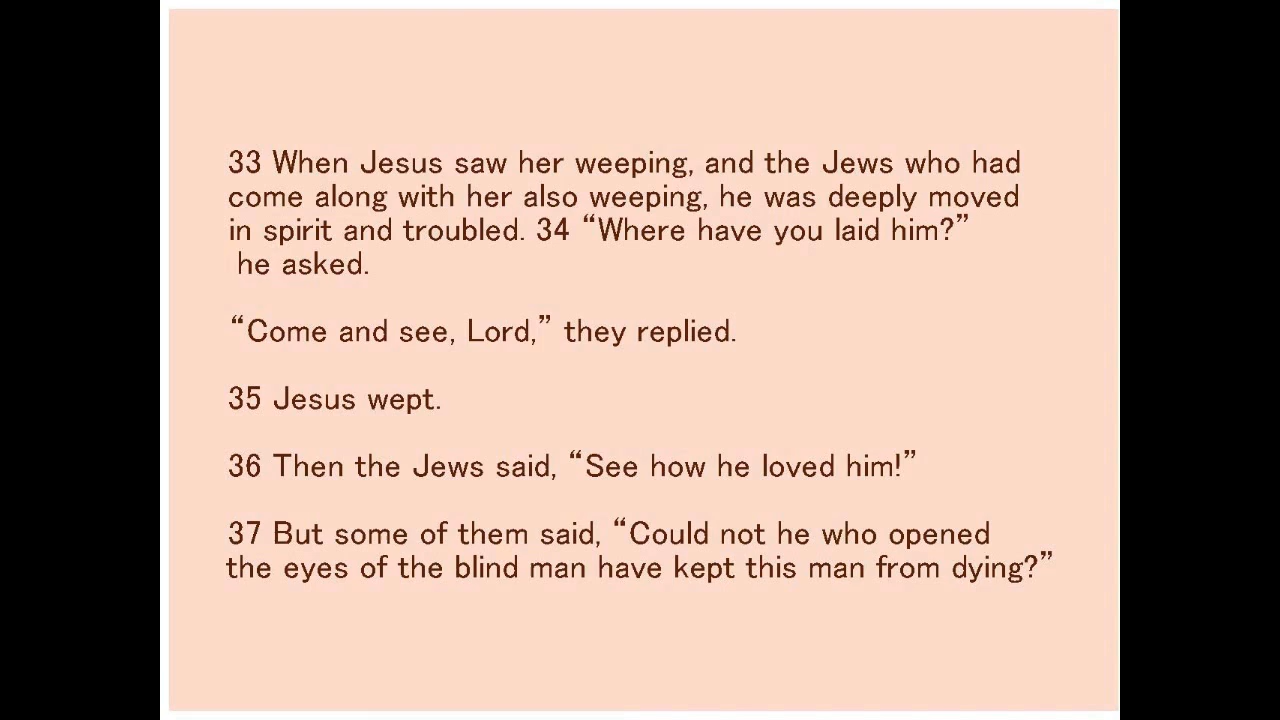 33 When Jesus saw her weeping, and the Jews who had
come along with her also weeping, he was deeply moved
in spirit and troubled. 34 “Where have you laid him?”
he asked.
“Come and see, Lord,” they replied.
35 Jesus wept.
36 Then the Jews said, “See how he loved him!”
37 But some of them said, “Could not he who opened
the eyes of the blind man have kept this man from dying?”